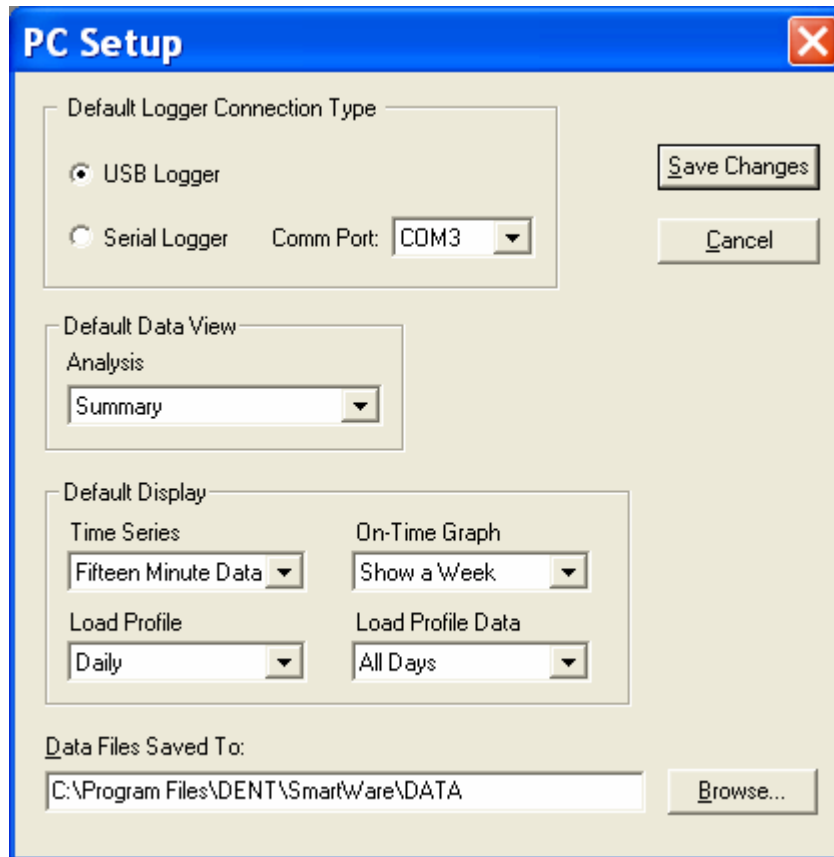 PC Setup
Default Logger Connection Type
USB Logger
Save Changes
Serial Logger Comm Port: COM3
Cancel
Default Data View
Analysis
Summary
Default Display
Time Series On-Time Graph
Fifteen Minute Data Show a Week
Load Profile Load Profile Data
Daily All Days
Data Files Saved To:
C:\Program Files\DENT\SmartWare\DATA Browse...